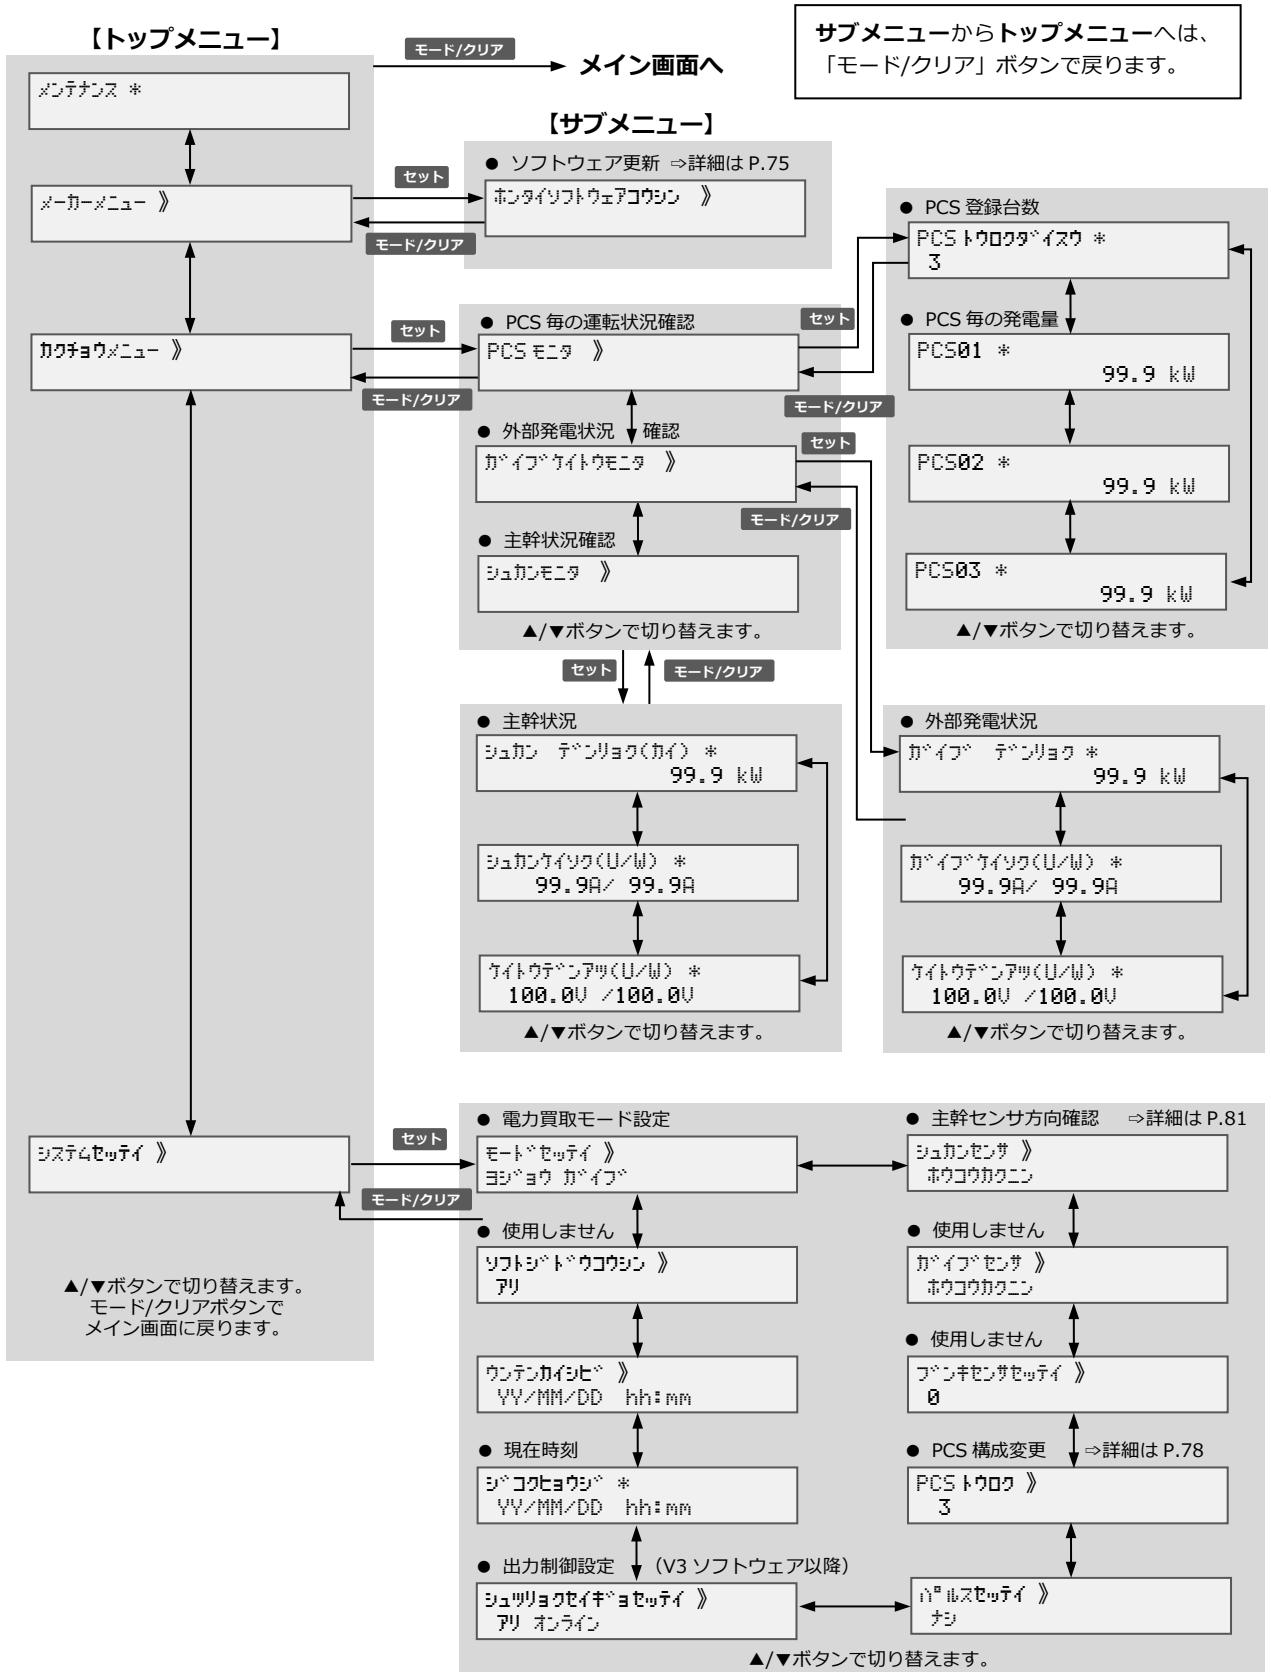 【トップメニュー】
モード/クリア
メイン画面へ
サブメニューからトップメニューへは、
「モード/クリア」ボタンで戻ります。
メンテナンス *
【サブメニュー】
● ソフトウェア更新 ⇨詳細は P.75
セット
メーカーメニュー 》
ホンタイソフトウェアコウシン 》
モード/クリア
● PCS 登録台数
PCS トウロクダイスウ *
3
● PCS 毎の運転状況確認
セット
セット
カクチョウメニュー 》
PCS モニタ 》
モード/クリア
● PCS 毎の発電量
PCS01 *
99.9 kW
モード/クリア
● 外部発電状況 確認
セット
ガイブケイトウモニタ 》
PCS02 *
99.9 kW
モード/クリア
● 主幹状況確認
シュカンモニタ 》
PCS03 *
99.9 kW
▲/▼ボタンで切り替えます。
▲/▼ボタンで切り替えます。
セット
モード/クリア
● 主幹状況
シュカン デンリョク(カイ) *
99.9 kW
シュカンケイソク(U/W) *
99.9A/ 99.9A
ケイトウデンアツ(U/W) *
100.0V /100.0V
▲/▼ボタンで切り替えます。
● 外部発電状況
ガイブ デンリョク *
99.9 kW
ガイブケイソク(U/W) *
99.9A/ 99.9A
ケイトウデンアツ(U/W) *
100.0V /100.0V
▲/▼ボタンで切り替えます。
システムセッテイ 》
セット
モード/クリア
▲/▼ボタンで切り替えます。
モード/クリアボタンで
メイン画面に戻ります。
● 電力買取モード設定
モードセッテイ 》
ヨジョウ ガイブ
● 使用しません
ソフトジドウコウシン 》
アリ
ウンテンカイシビ 》
YY/MM/DD hh:mm
● 現在時刻
ジコクヒョウジ *
YY/MM/DD hh:mm
● 出力制御設定 (V3 ソフトウェア以降)
シュツリョクセイギョセッテイ 》
アリ オンライン
● 主幹センサ方向確認 ⇨詳細は P.81
シュカンセンサ 》
ホウコウカクニン
● 使用しません
ガイブセンサ 》
ホウコウカクニン
● 使用しません
ブンキセンサセッテイ 》
0
● PCS 構成変更 ⇨詳細は P.78
PCS トウロク 》
3
パルスセッテイ 》
ナシ
▲/▼ボタンで切り替えます。